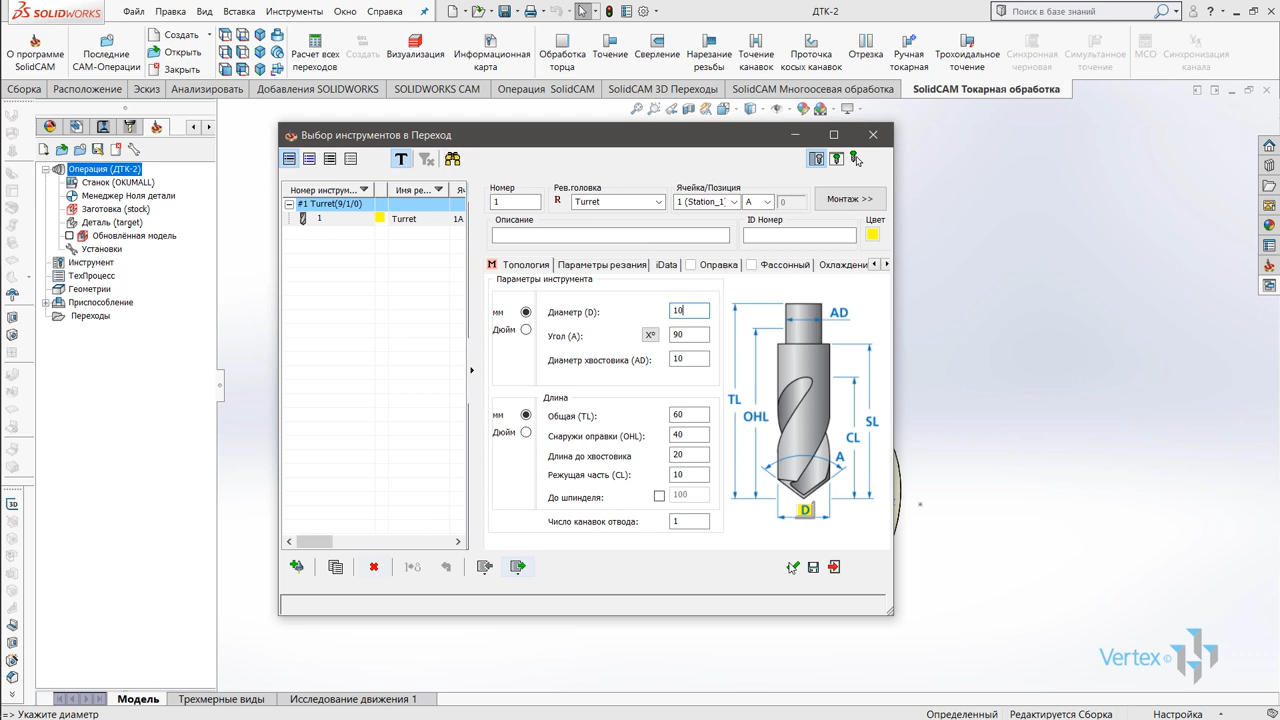 SOLIDWORKS
Файл Правка Вид Вставка Инструменты Окно Справка
ДТК-2
Поиск в базе знаний
О программе SolidCAM
Последние CAM-Операции
Создать
Открыть
Закрыть
Расчет всех переходов
Создать
Визуализация
Информационная карта
Обработка торца
Точение
Сверление
Нарезание резьбы
Точение канавок
Проточка косых канавок
Отрезка
Ручная токарная
Трохоидальное точение
Синхронная черновая
Симультанное точение
MCO
Синхронизация канала
Сборка
Расположение
Эскиз
Анализировать
Добавления SOLIDWORKS
SOLIDWORKS CAM
Операция SolidCAM
SolidCAM 3D Переходы
SolidCAM Многоосевая обработка
SolidCAM Токарная обработка
Операция (ДТК-2)
Станок (OKUMALL)
Менеджер Ноля детали
Заготовка (stock)
Деталь (target)
Обновлённая модель
Установки
Инструмент
ТехПроцесс
Геометрии
Приспособление
Переходы
Выбор инструментов в Переход
Номер инструм...
Имя ре...
Яч
#1 Turret(9/1/0)
1 Turret 1A
Номер
1
Рев.головка
R Turret
Ячейка/Позиция
1 (Station_1) A 0
Монтаж >>
Описание
ID Номер
Цвет
M Топология
Параметры резания
iData
Оправка
Фассонный
Охлаждени
Параметры инструмента
мм
Дюйм
Диаметр (D): 10
Угол (A): X° 90
Диаметр хвостовика (AD): 10
Длина
мм
Дюйм
Общая (TL): 60
Снаружи оправки (OHL): 40
Длина до хвостовика 20
Режущая часть (CL): 10
До шпинделя: 100
Число канавок отвода: 1
AD
TL
OHL
SL
CL
A
D
Vertex ©
Модель
Трехмерные виды
Исследование движения 1
=> Укажите диаметр
Определенный
Редактируется Сборка
Настройка